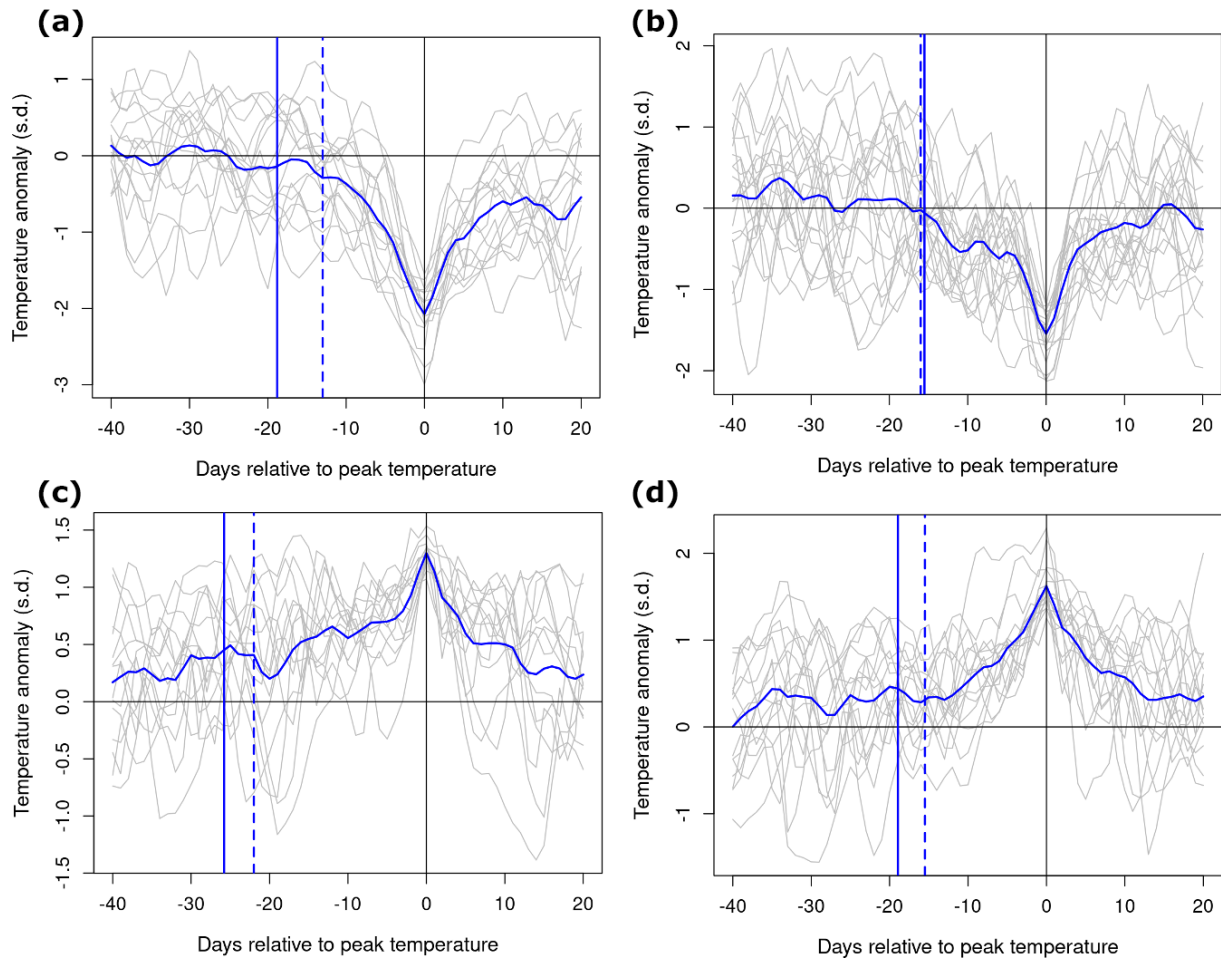 (a)
Temperature anomaly (s.d.)
1
0
-1
-2
-3
-40 -30 -20 -10 0 10 20
Days relative to peak temperature
(b)
Temperature anomaly (s.d.)
2
1
0
-1
-2
-40 -30 -20 -10 0 10 20
Days relative to peak temperature
(c)
Temperature anomaly (s.d.)
1.5
1.0
0.5
0.0
-0.5
-1.0
-1.5
-40 -30 -20 -10 0 10 20
Days relative to peak temperature
(d)
Temperature anomaly (s.d.)
2
1
0
-1
-40 -30 -20 -10 0 10 20
Days relative to peak temperature